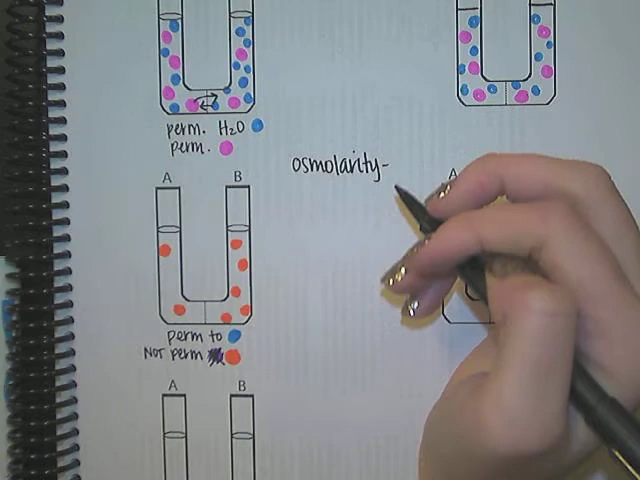 perm. H2O
perm.
osmolarity-
A B
A
perm to
NOT perm
A B